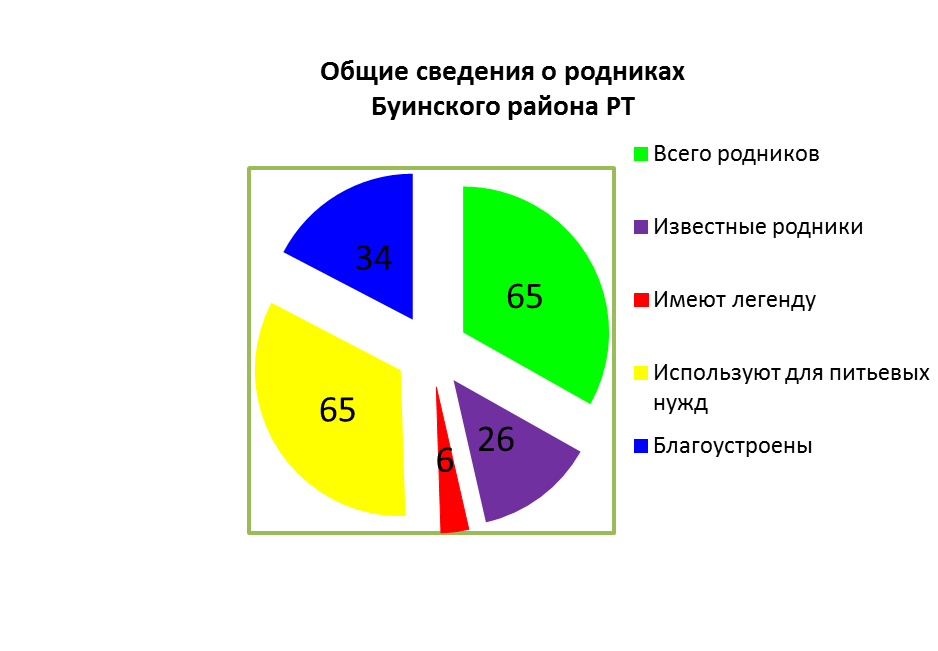 Общие сведения о родниках
Буинского района РТ
Всего родников
Известные родники
Имеют легенду
Используют для питьевых
нужд
Благоустроены
34
65
65
26
6